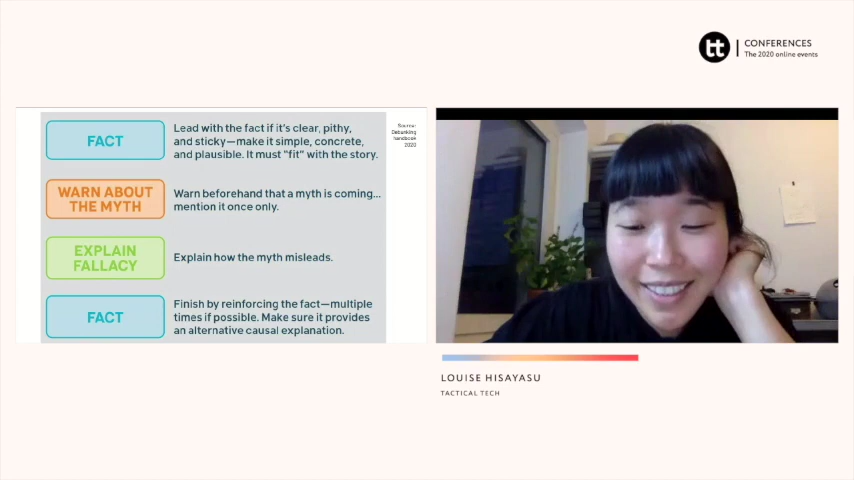 tt
CONFERENCES
The 2020 online events
FACT
Lead with the fact if it's clear, pithy,
and sticky—make it simple, concrete,
and plausible. It must "fit" with the story.
Source:
Debunking
handbook
2020
WARN ABOUT
THE MYTH
Warn beforehand that a myth is coming...
mention it once only.
EXPLAIN
FALLACY
Explain how the myth misleads.
FACT
Finish by reinforcing the fact—multiple
times if possible. Make sure it provides
an alternative causal explanation.
LOUISE HISAYASU
TACTICAL TECH